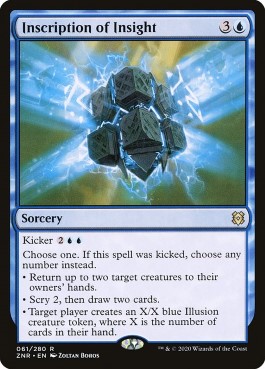 Inscription of Insight 3
Sorcery
Kicker 2
Choose one. If this spell was kicked, choose any
number instead.
• Return up to two target creatures to their
owners' hands.
• Scry 2, then draw two cards.
• Target player creates an X/X blue Illusion
creature token, where X is the number
of cards in their hand.
061/280 R
ZNR • EN Zoltan Boros
™ & © 2020 Wizards of the Coast